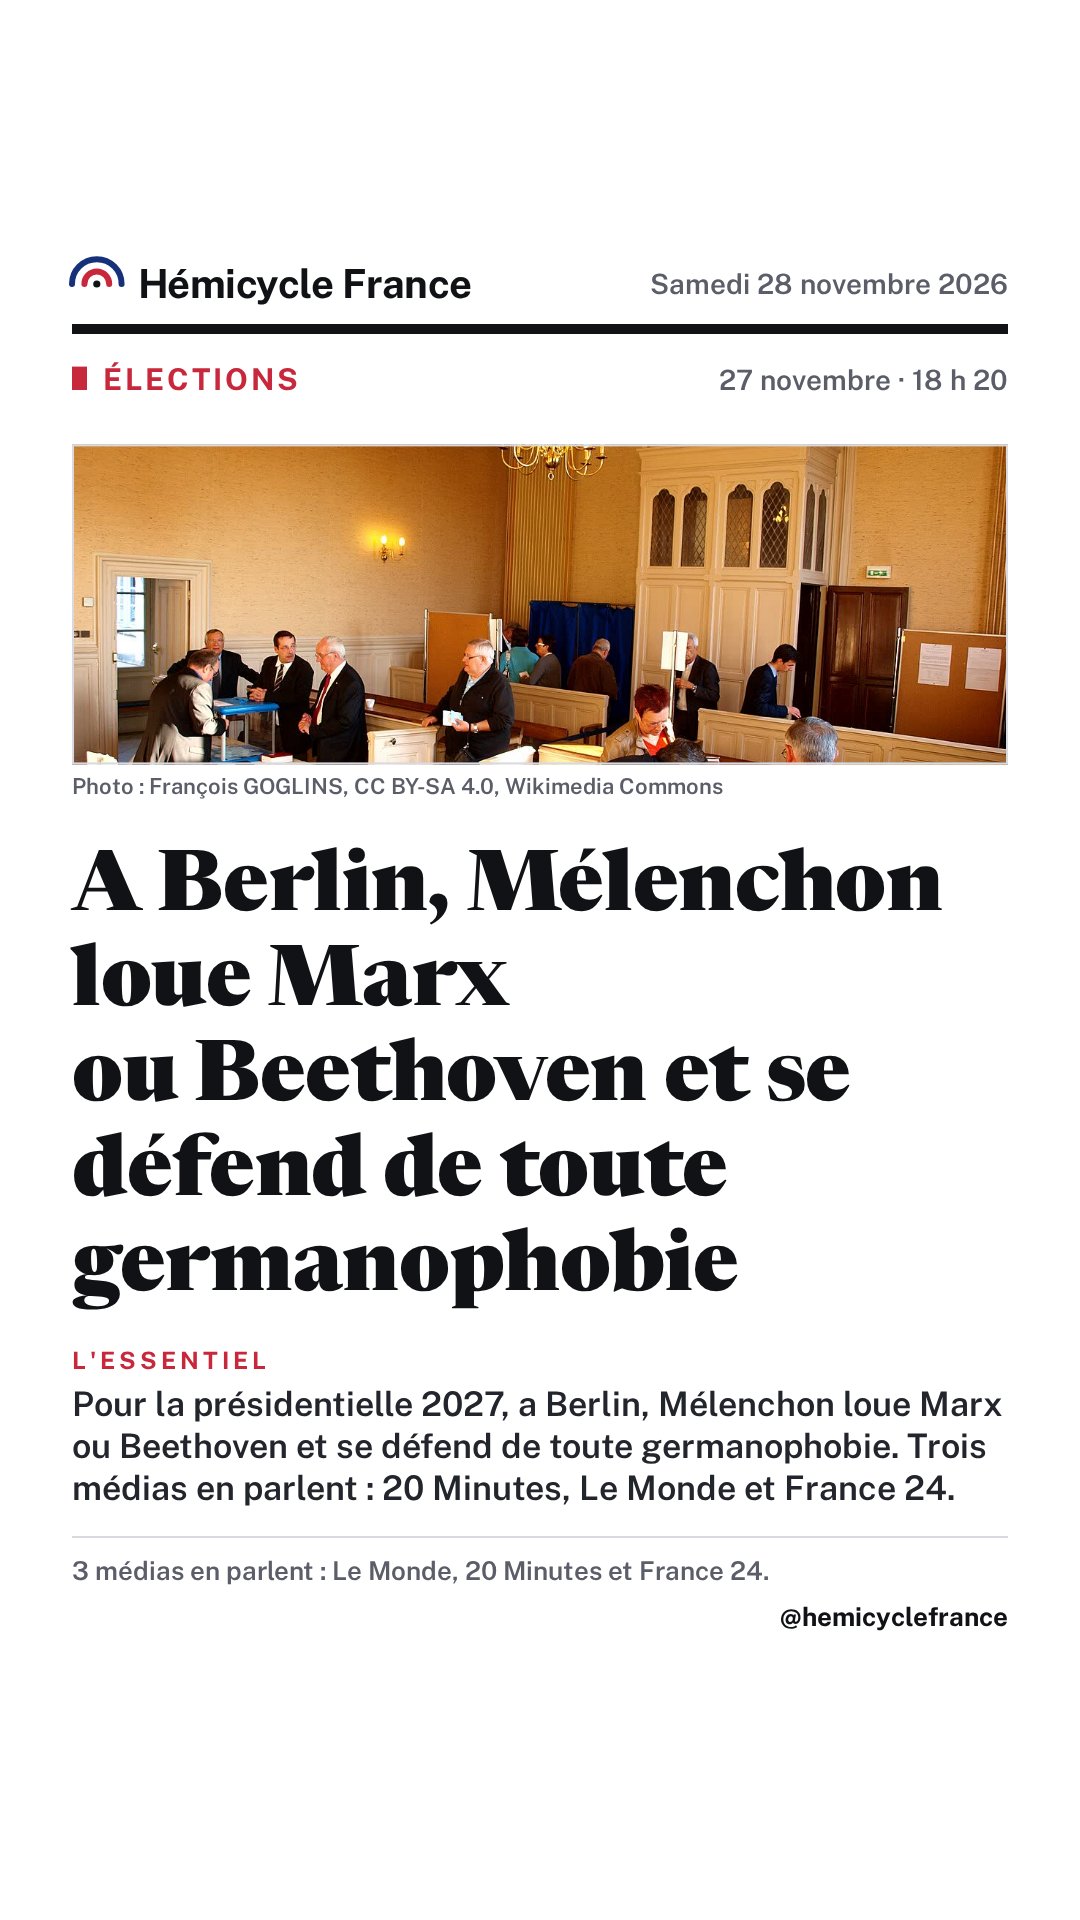 Hémicycle France
Samedi 28 novembre 2026
ÉLECTIONS
27 novembre · 18 h 20
Photo : François GOGLINS, CC BY-SA 4.0, Wikimedia Commons
A Berlin, Mélenchon
loue Marx
ou Beethoven et se
défend de toute
germanophobie
L'ESSENTIEL
Pour la présidentielle 2027, a Berlin, Mélenchon loue Marx
ou Beethoven et se défend de toute germanophobie. Trois
médias en parlent : 20 Minutes, Le Monde et France 24.
3 médias en parlent : Le Monde, 20 Minutes et France 24.
@hemicyclefrance